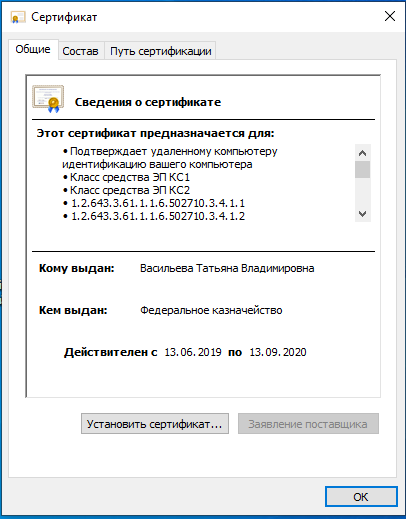 Сертификат
Общие Состав Путь сертификации
Сведения о сертификате
Этот сертификат предназначается для:
• Подтверждает удаленному компьютеру
идентификацию вашего компьютера
• Класс средства ЭП КС1
• Класс средства ЭП КС2
• 1.2.643.3.61.1.1.6.502710.3.4.1.1
• 1.2.643.3.61.1.1.6.502710.3.4.1.2
Кому выдан: Васильева Татьяна Владимировна
Кем выдан: Федеральное казначейство
Действителен с 13.06.2019 по 13.09.2020
Установить сертификат... Заявление поставщика
ОК